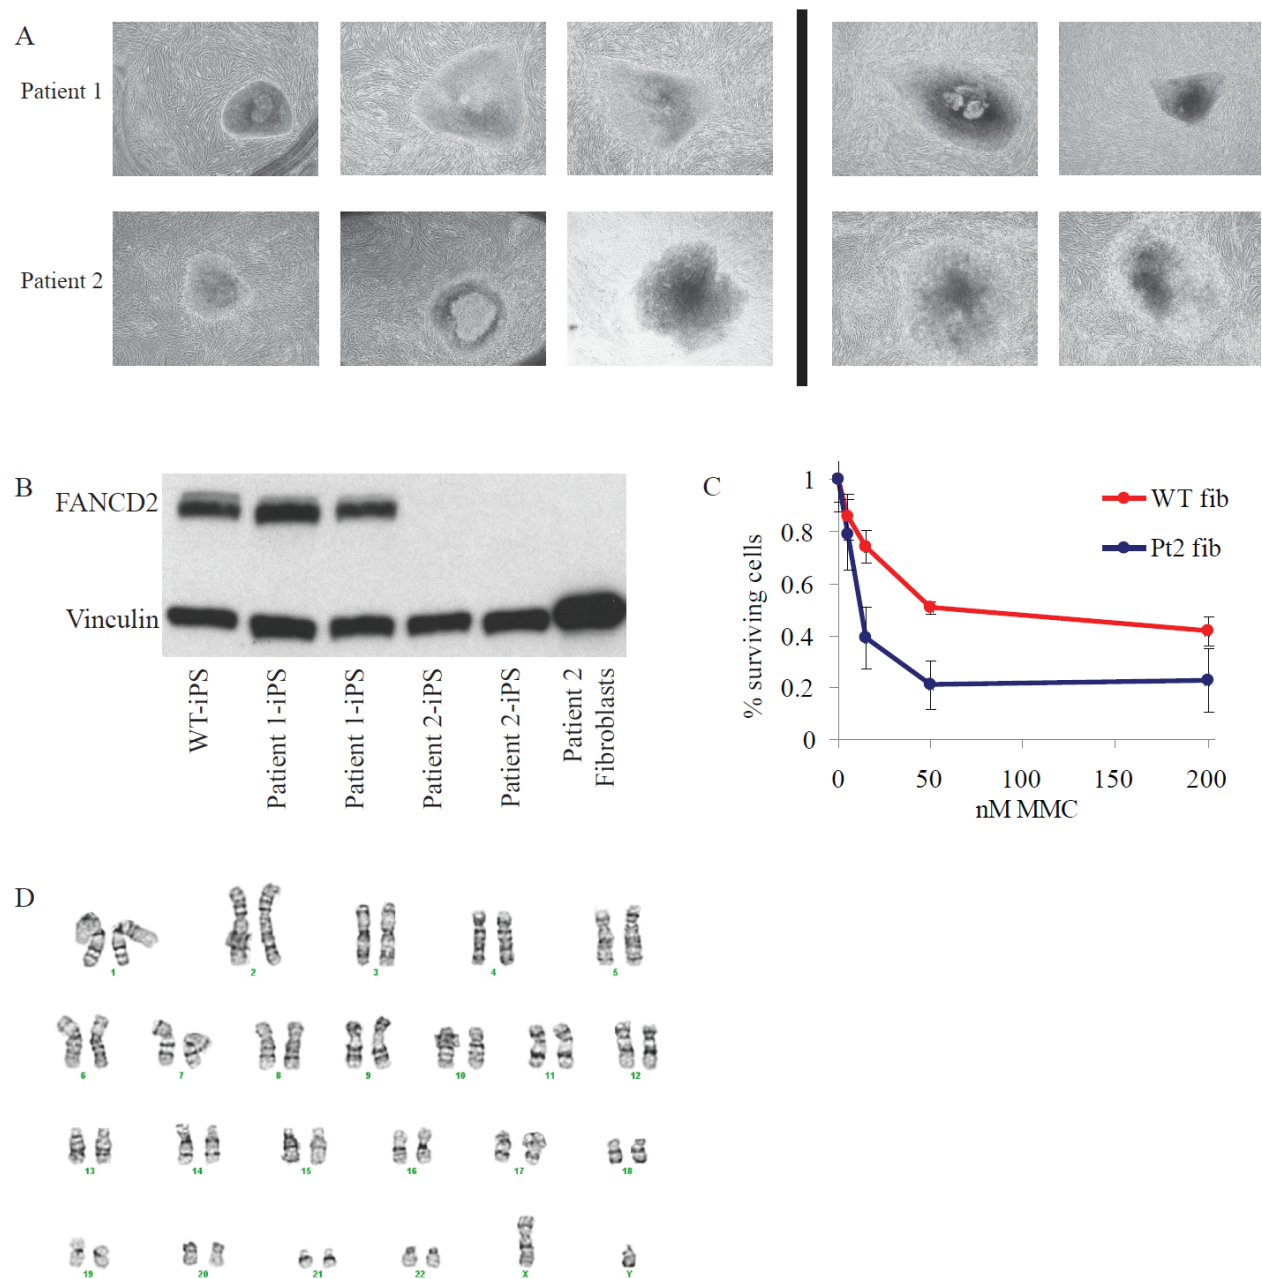 A
Patient 1
Patient 2
B
FANCD2
Vinculin
WT-iPS
Patient 1-iPS
Patient 1-iPS
Patient 2-iPS
Patient 2-iPS
Patient 2
Fibroblasts
C
% surviving cells
1
0.8
0.6
0.4
0.2
0
0 50 100 150 200
nM MMC
WT fib
Pt2 fib
D
1 2 3 4 5
6 7 8 9 10 11 12
13 14 15 16 17 18
19 20 21 22 X Y